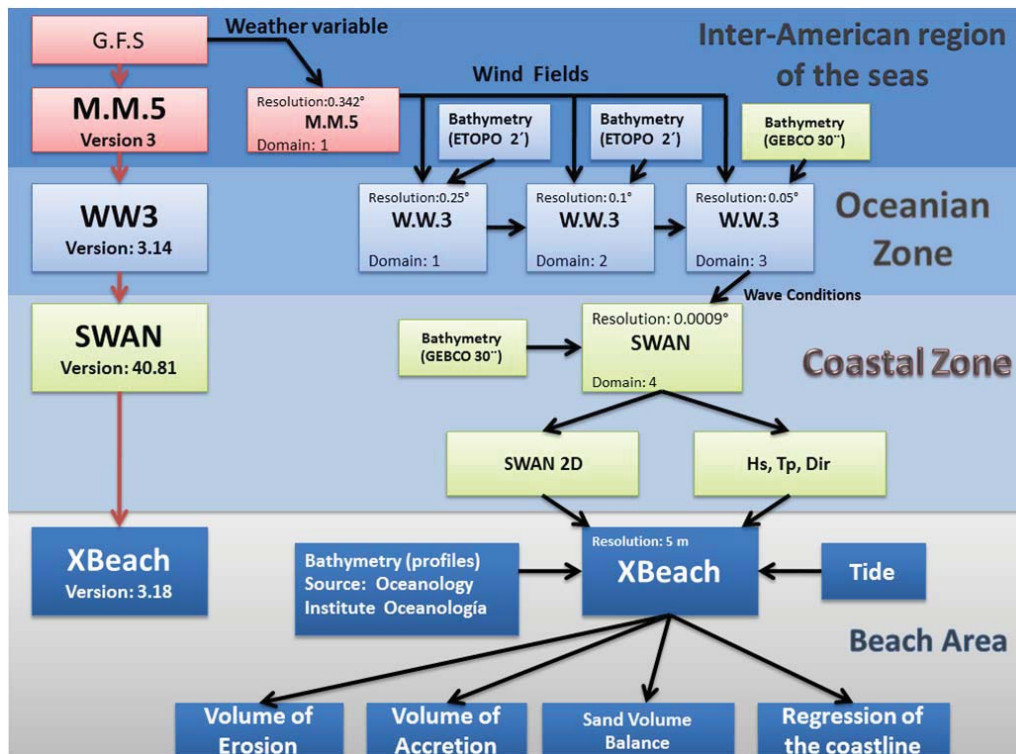 G.F.S
Weather variable
Inter-American region
of the seas
Wind Fields
M.M.5
Version 3
Resolution:0.342°
M.M.5
Domain: 1
Bathymetry
(ETOPO 2´)
Bathymetry
(ETOPO 2´)
Bathymetry
(GEBCO 30¨)
WW3
Version: 3.14
Resolution:0.25°
W.W.3
Domain: 1
Resolution:0.1°
W.W.3
Domain: 2
Resolution:0.05°
W.W.3
Domain: 3
Oceanian
Zone
Wave Conditions
SWAN
Version: 40.81
Bathymetry
(GEBCO 30¨)
Resolution: 0.0009°
SWAN
Domain: 4
Coastal Zone
SWAN 2D
Hs, Tp, Dir
XBeach
Version: 3.18
Bathymetry (profiles)
Source: Oceanology
Institute Oceanología
Resolution: 5 m
XBeach
Tide
Beach Area
Volume of
Erosion
Volume of
Accretion
Sand Volume
Balance
Regression of
the coastline